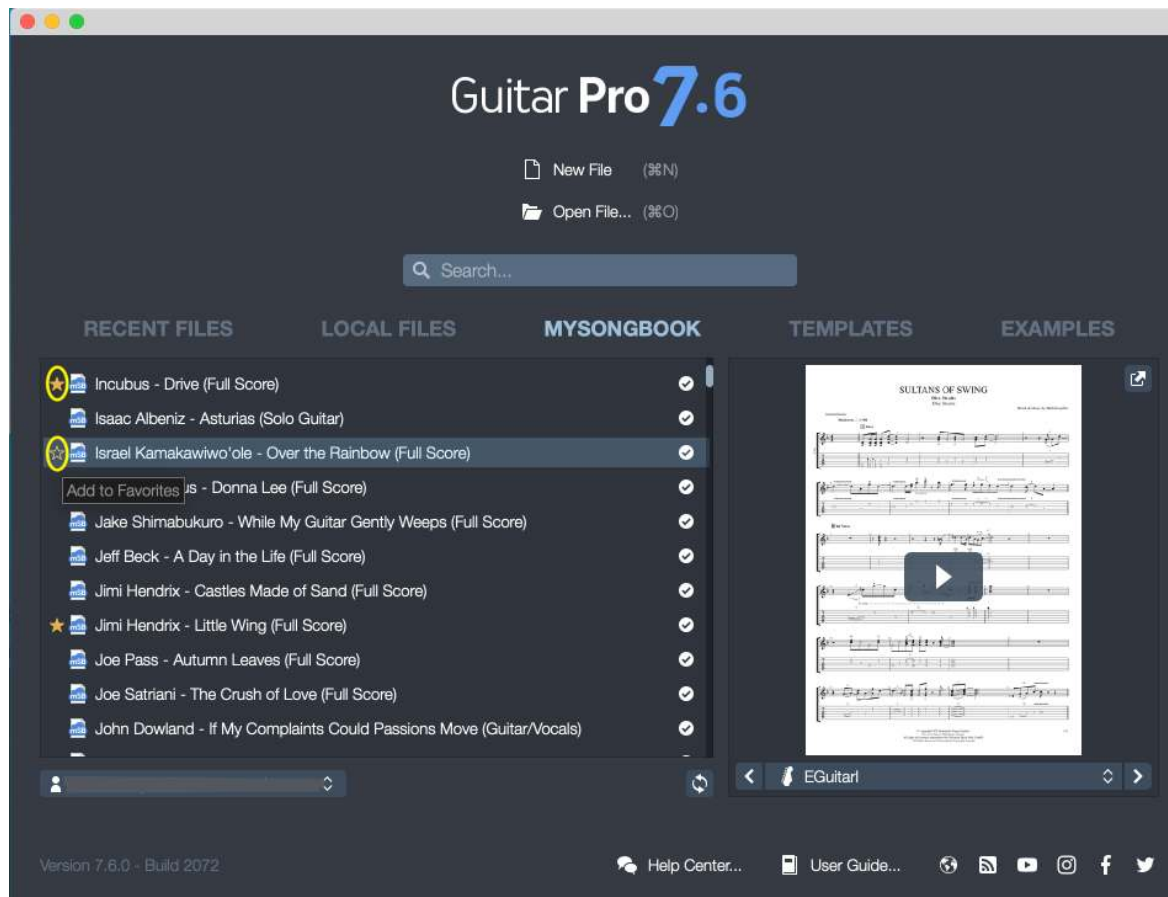 Guitar Pro 7.6
New File (⌘N)
Open File... (⌘O)
Search...
RECENT FILES LOCAL FILES MYSONGBOOK TEMPLATES EXAMPLES
Incubus - Drive (Full Score)
Isaac Albeniz - Asturias (Solo Guitar)
Israel Kamakawiwo'ole - Over the Rainbow (Full Score)
Add to Favorites us - Donna Lee (Full Score)
Jake Shimabukuro - While My Guitar Gently Weeps (Full Score)
Jeff Beck - A Day in the Life (Full Score)
Jimi Hendrix - Castles Made of Sand (Full Score)
Jimi Hendrix - Little Wing (Full Score)
Joe Pass - Autumn Leaves (Full Score)
Joe Satriani - The Crush of Love (Full Score)
John Dowland - If My Complaints Could Passions Move (Guitar/Vocals)
SULTANS OF SWING
Dire Straits
Dire Straits
EGuitarI
Version 7.6.0 - Build 2072
Help Center... User Guide...